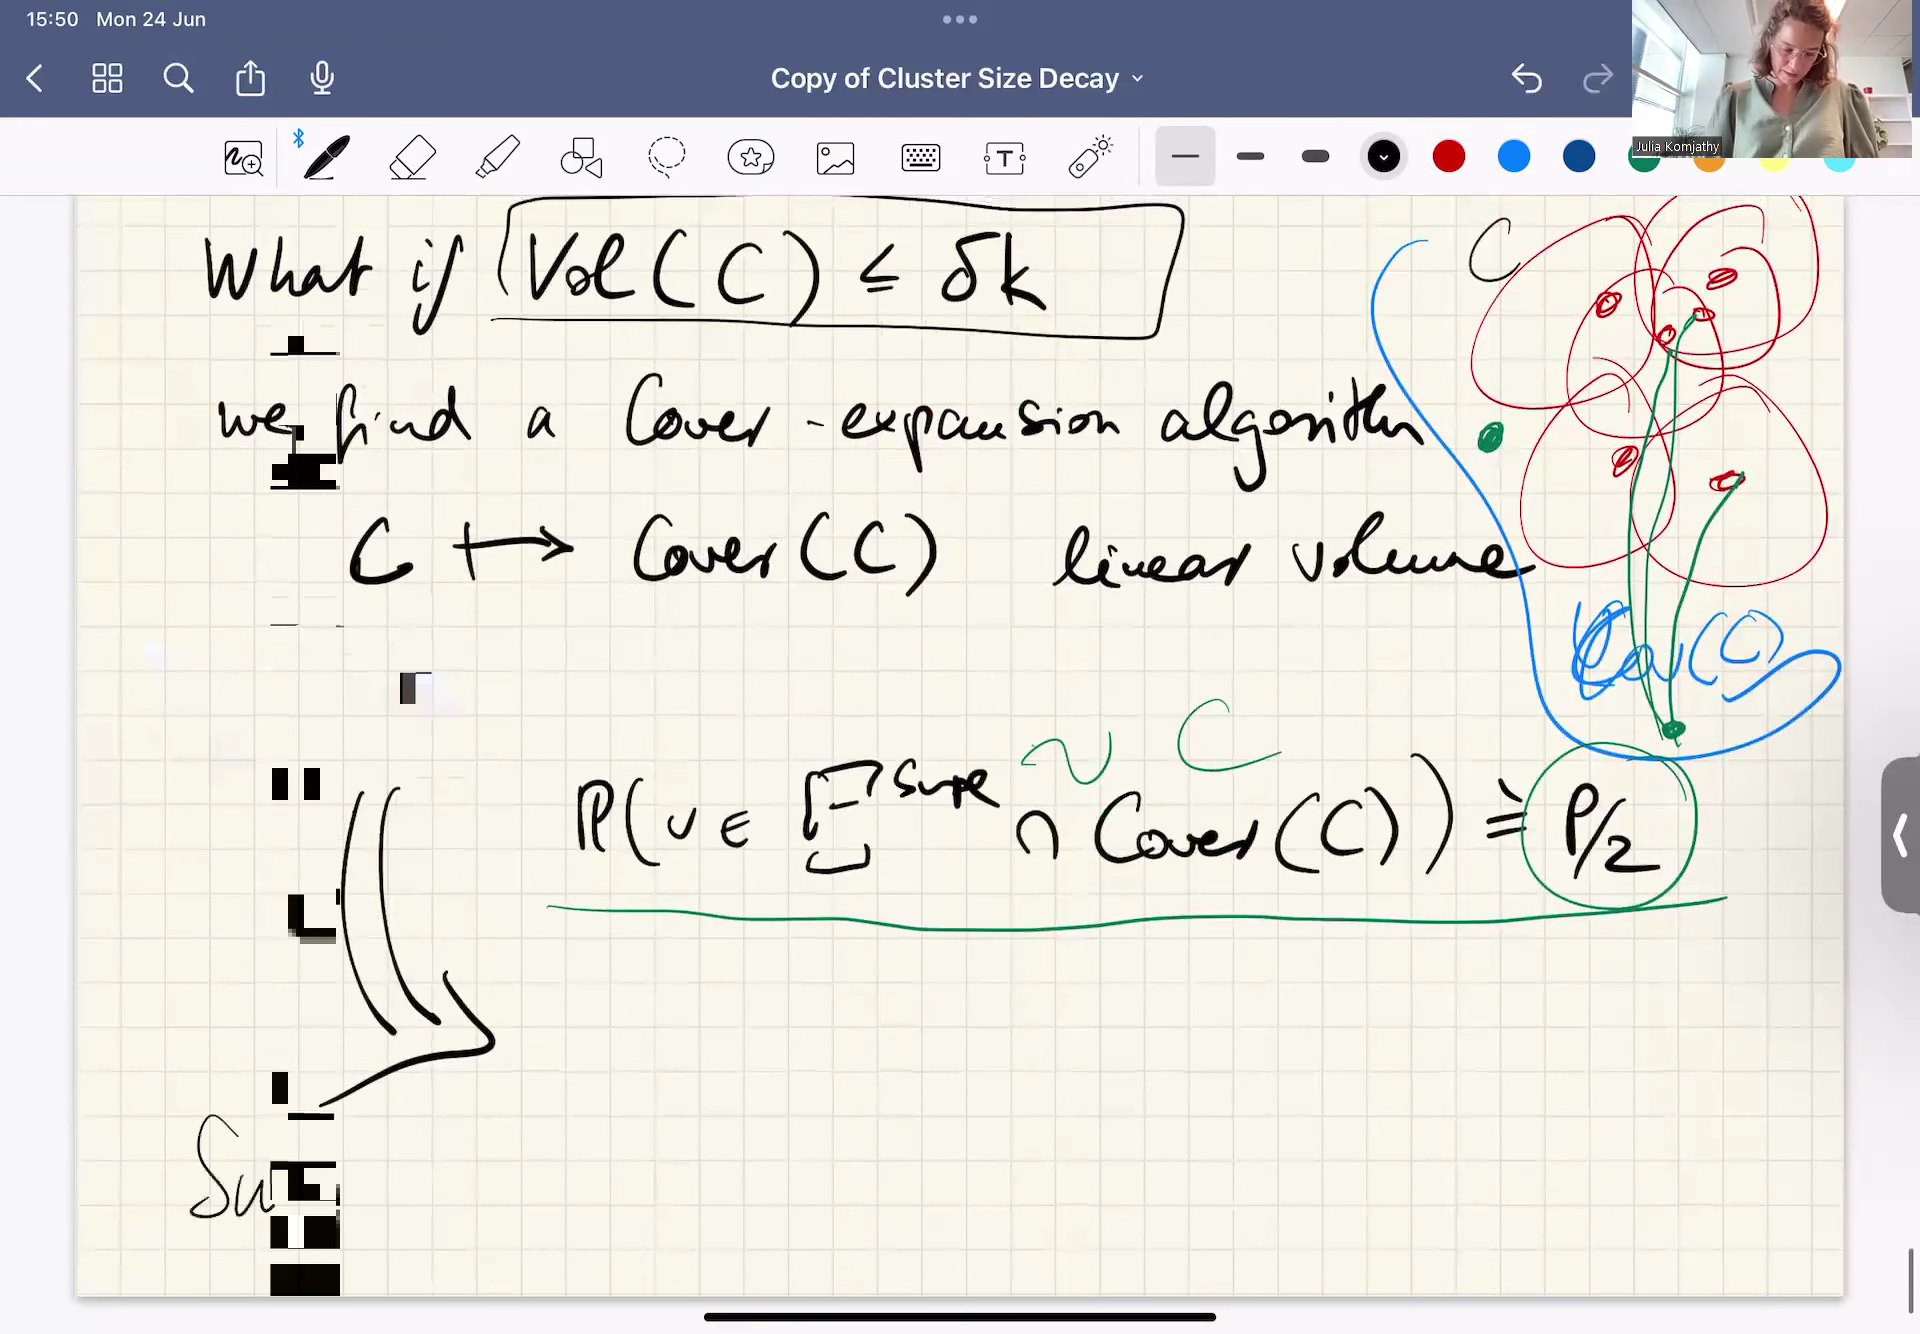 15:50 Mon 24 Jun
Copy of Cluster Size Decay
Julia Komjathy
What if Vol(C) ≤ δk
C
we find a Cover-expansion algorithm
C ↦ Cover(C) linear volume
(C)
~ C
P(v ∈ ∩ Cover(C)) ≥ P/2
Su